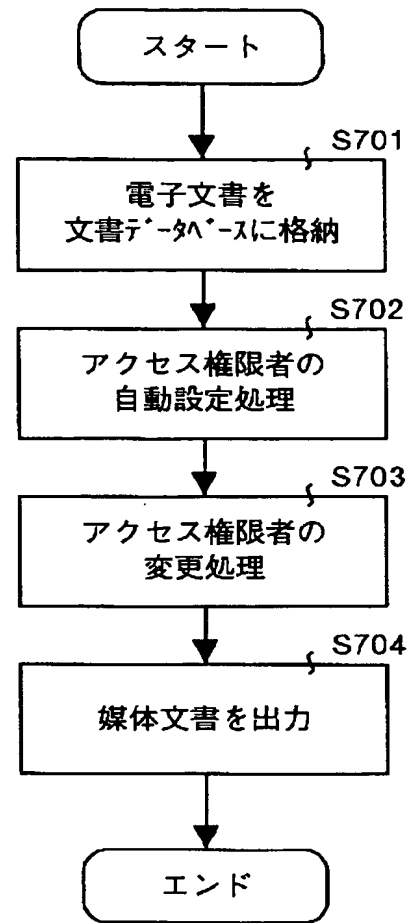 スタート
S701
電子文書を
文書ﾃﾞｰﾀﾍﾞｰｽに格納
S702
アクセス権限者の
自動設定処理
S703
アクセス権限者の
変更処理
S704
媒体文書を出力
エンド